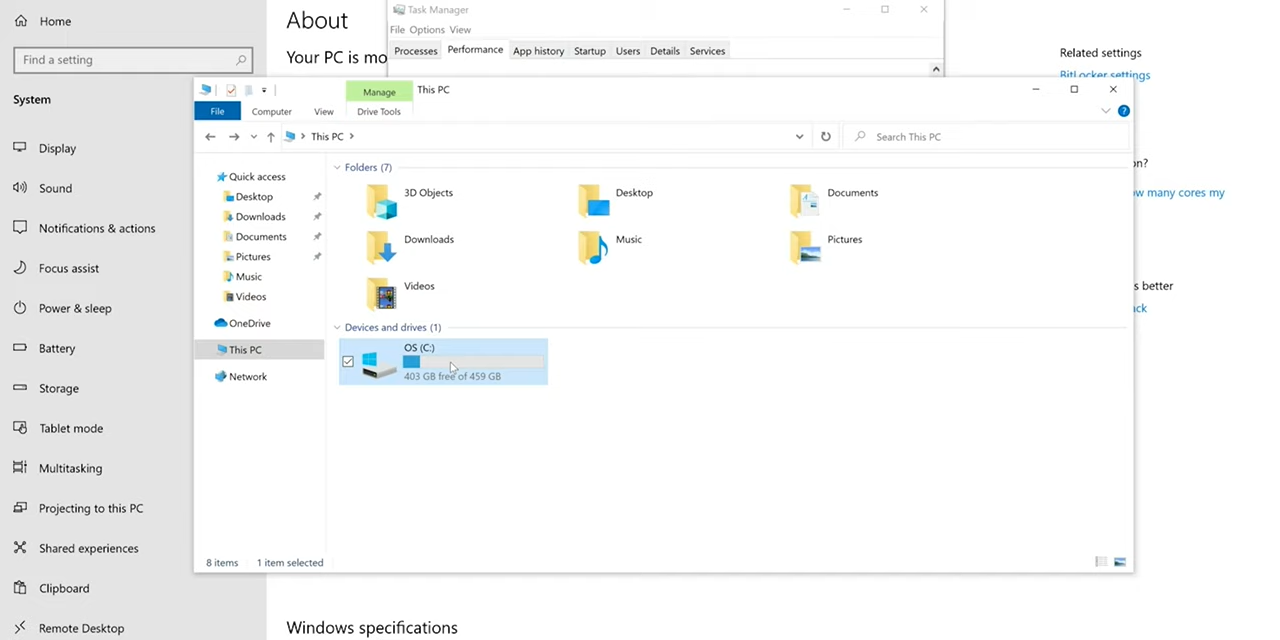 Home
Find a setting
System
Display
Sound
Notifications & actions
Focus assist
Power & sleep
Battery
Storage
Tablet mode
Multitasking
Projecting to this PC
Shared experiences
Clipboard
Remote Desktop
About
Your PC is mo
Task Manager
File Options View
Processes Performance App history Startup Users Details Services
Related settings
BitLocker settings
on?
ow many cores my
s better
ck
Manage This PC
File Computer View Drive Tools
This PC
Search This PC
Quick access
Desktop
Downloads
Documents
Pictures
Music
Videos
OneDrive
This PC
Network
Folders (7)
3D Objects Desktop Documents
Downloads Music Pictures
Videos
Devices and drives (1)
OS (C:)
403 GB free of 459 GB
8 items 1 item selected
Windows specifications